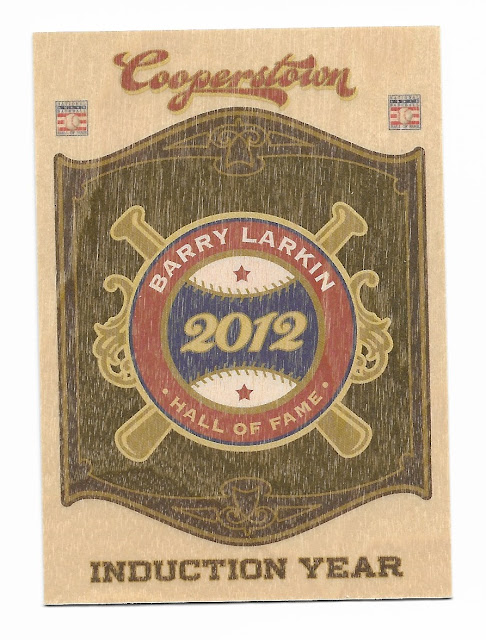 Cooperstown
BARRY LARKIN
2012
• HALL OF FAME •
INDUCTION YEAR